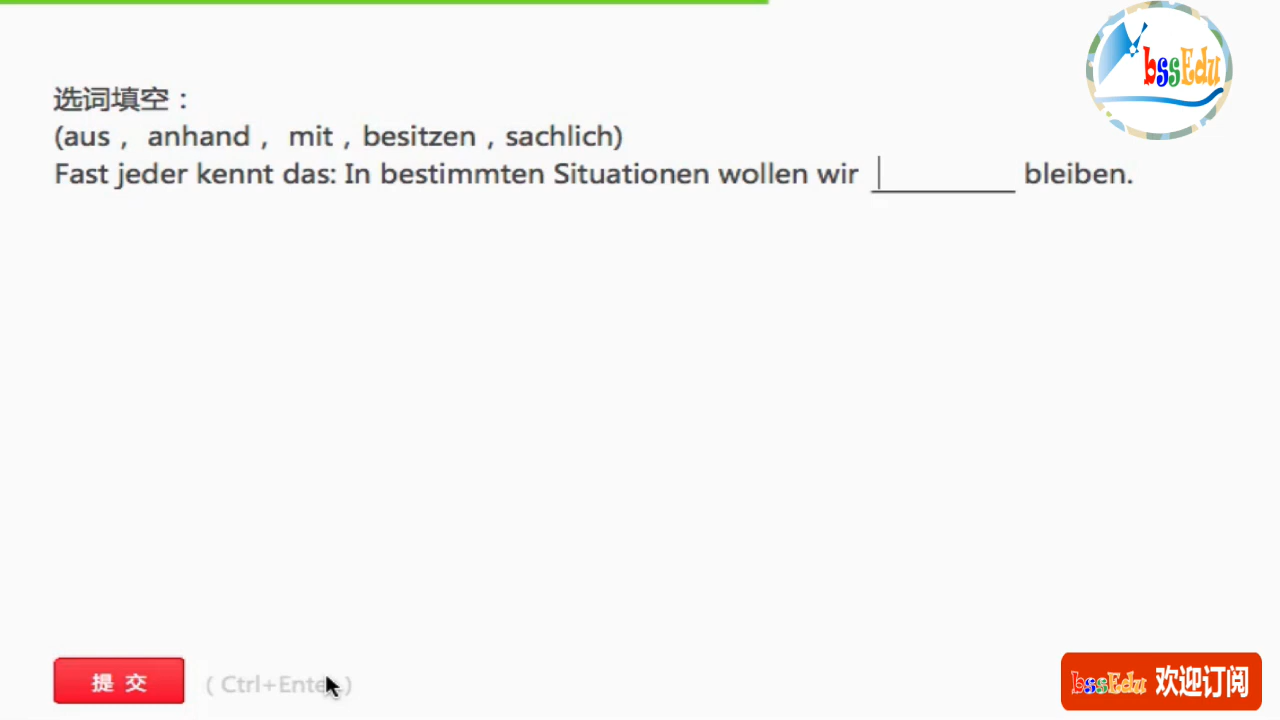 bssEdu
选词填空：
(aus， anhand， mit，besitzen，sachlich)
Fast jeder kennt das: In bestimmten Situationen wollen wir __________ bleiben.
提 交
( Ctrl+Enter )
bssEdu 欢迎订阅